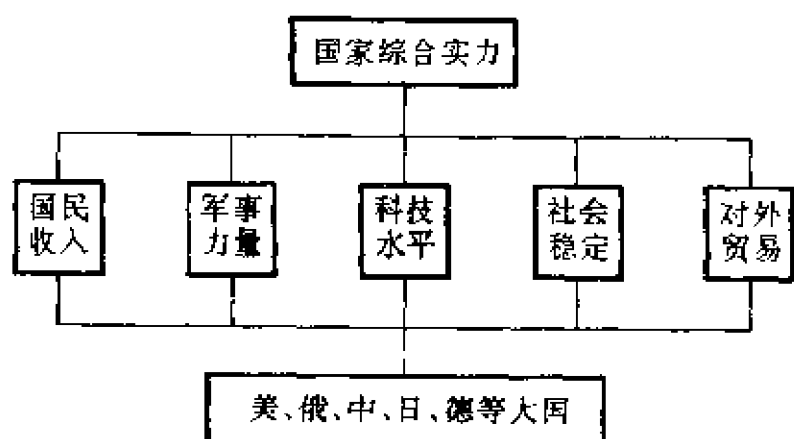 国家综合实力
国民
收入
军事
力量
科技
水平
社会
稳定
对外
贸易
美、俄、中、日、德等大国